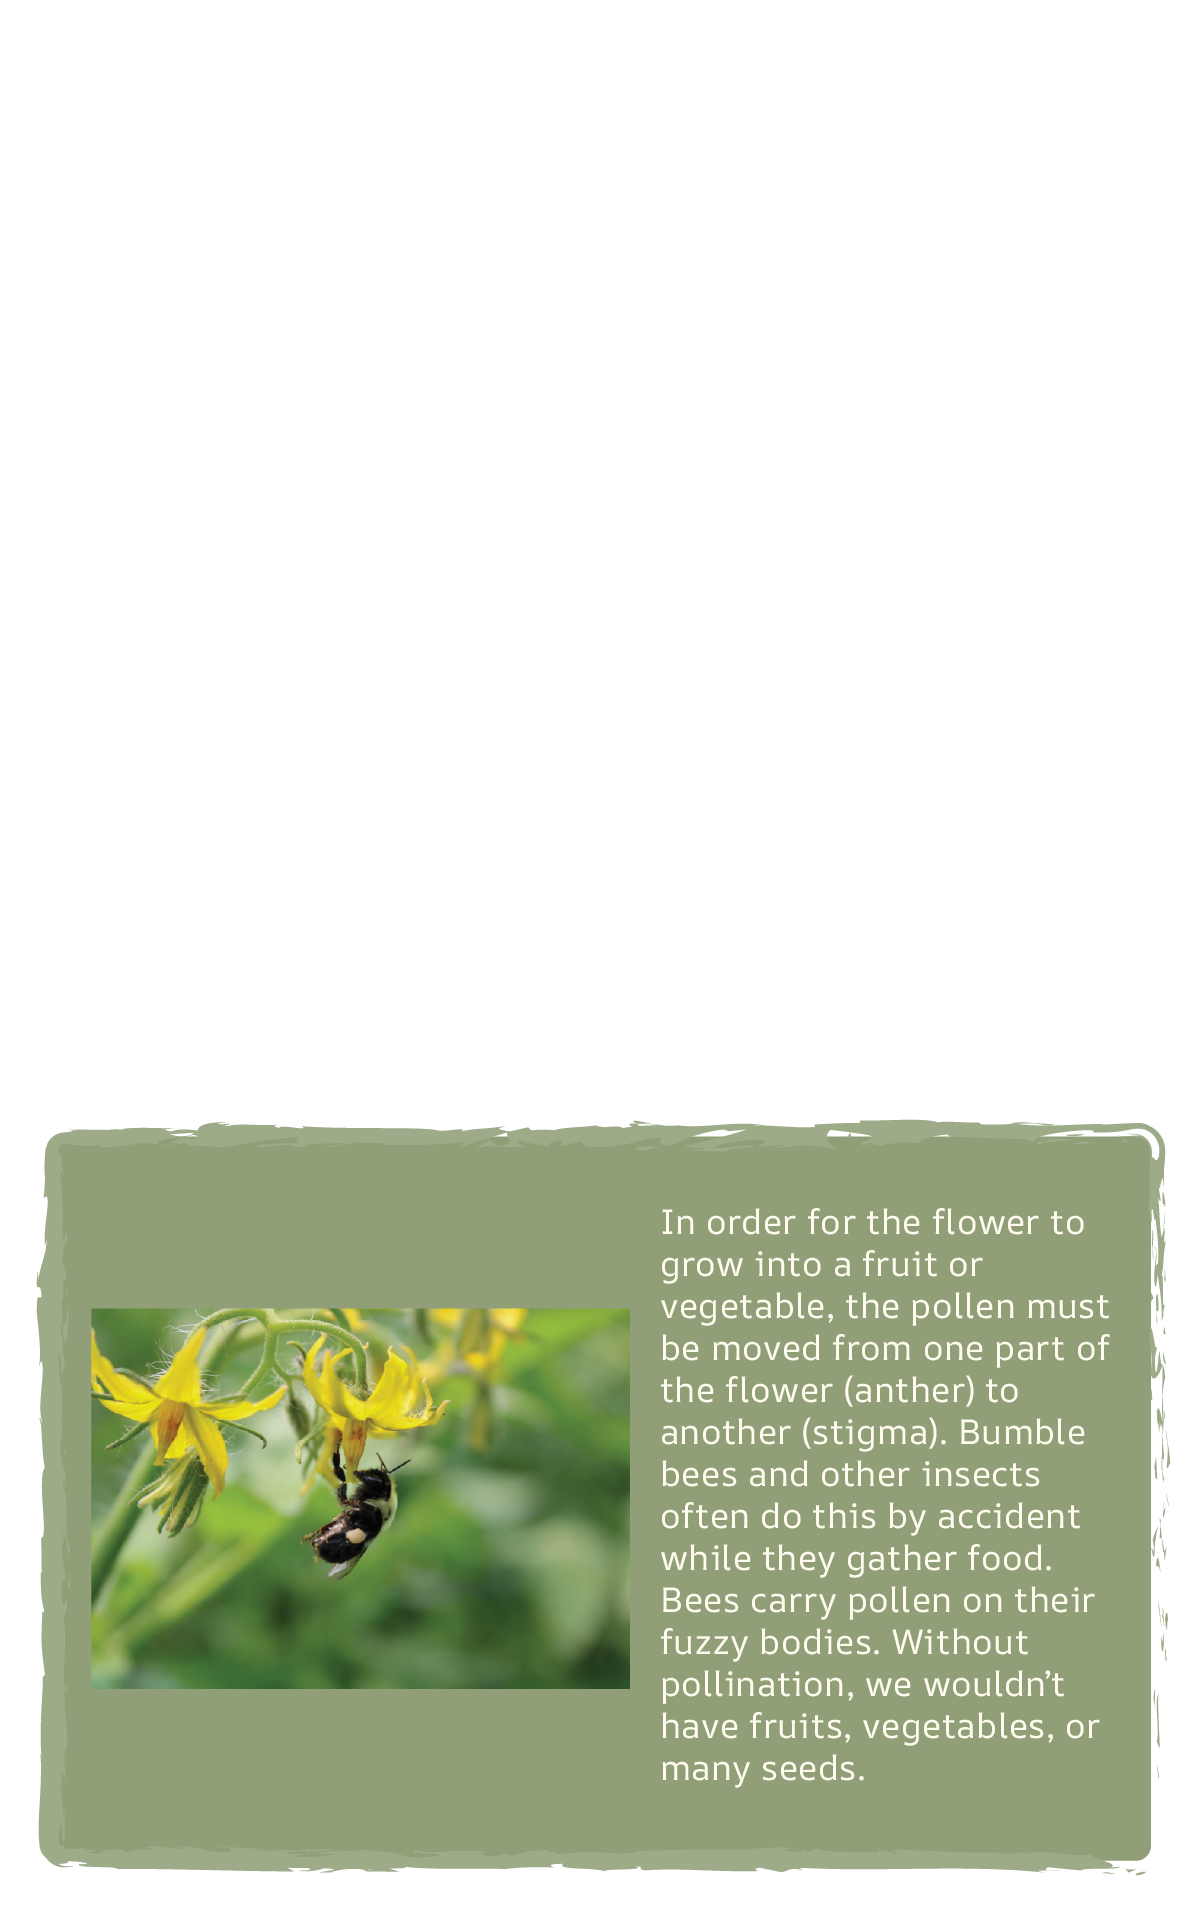 In order for the flower to
grow into a fruit or
vegetable, the pollen must
be moved from one part of
the flower (anther) to
another (stigma). Bumble
bees and other insects
often do this by accident
while they gather food.
Bees carry pollen on their
fuzzy bodies. Without
pollination, we wouldn’t
have fruits, vegetables, or
many seeds.